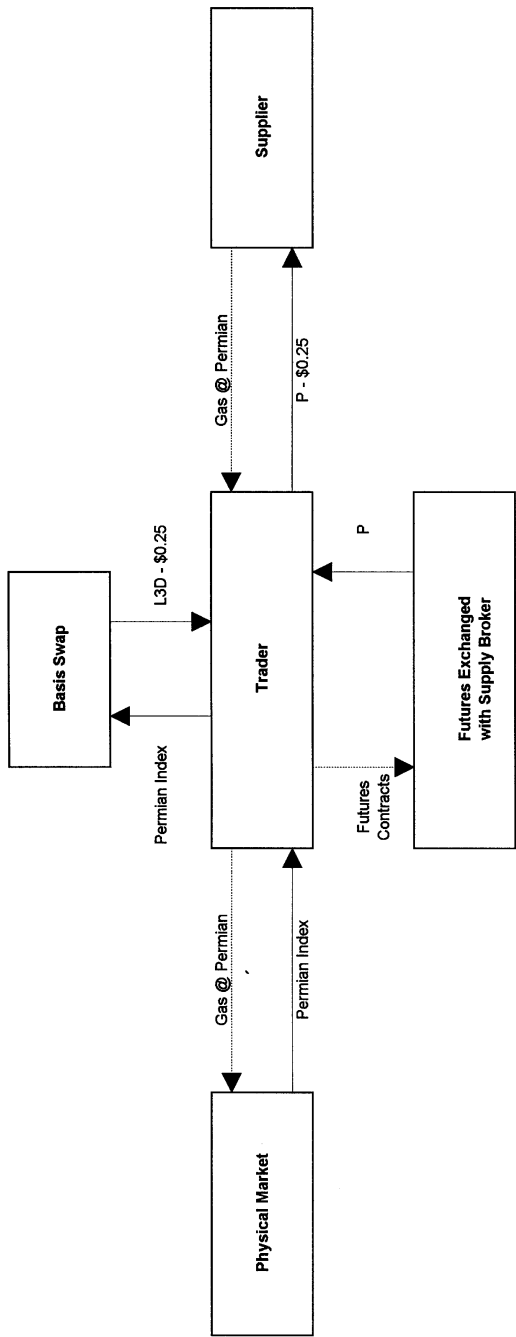 Basis Swap
Permian Index
L3D - $0.25
Physical Market
Gas @ Permian
Permian Index
Trader
Gas @ Permian
P - $0.25
Supplier
Futures
Contracts
P
Futures Exchanged
with Supply Broker